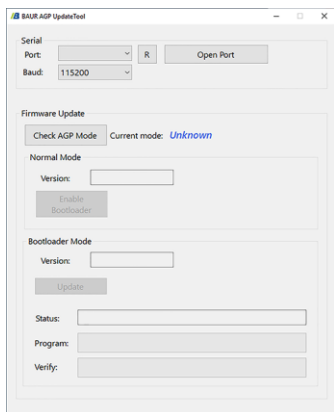 BAUR AGP UpdateTool
Serial
Port: R Open Port
Baud: 115200
Firmware Update
Check AGP Mode Current mode: Unknown
Normal Mode
Version:
Enable
Bootloader
Bootloader Mode
Version:
Update
Status:
Program:
Verify: